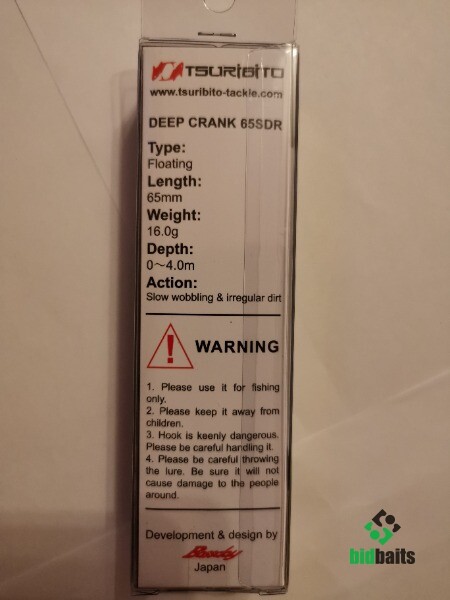 TSURIBITO
www.tsuribito-tackle.com
DEEP CRANK 65SDR
Type:
Floating
Length:
65mm
Weight:
16.0g
Depth:
0～4.0m
Action:
Slow wobbling & irregular dirt
WARNING
1. Please use it for fishing
only.
2. Please keep it away from
children.
3. Hook is keenly dangerous.
Please be careful handling it.
4. Please be careful throwing
the lure. Be sure it will not
cause damage to the people
around.
Development & design by
Japan
bidbaits